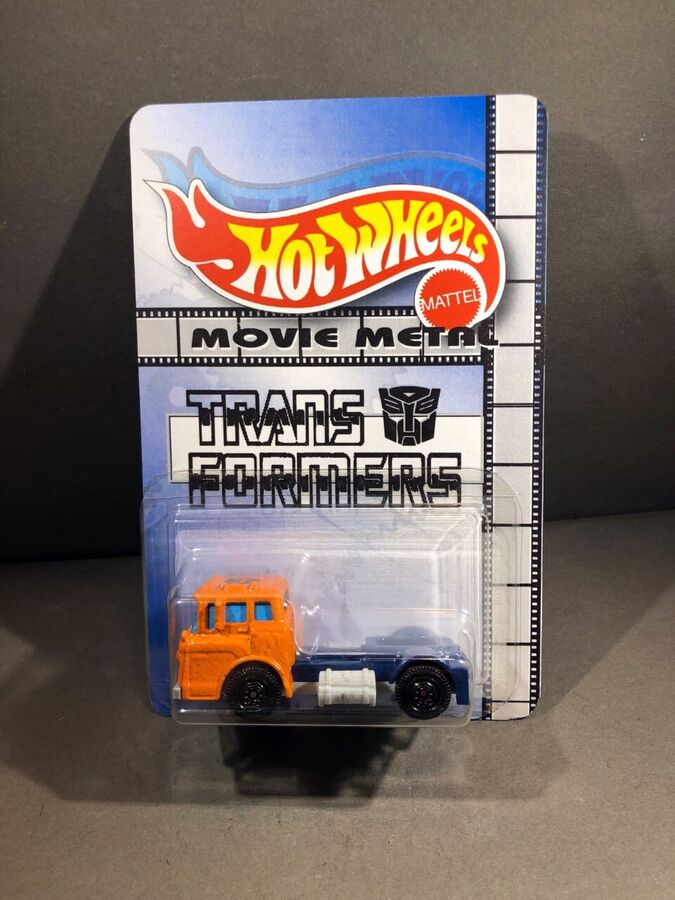 HOT WHEELS
MATTEL
MOVIE METAL
TRANS
FORMERS